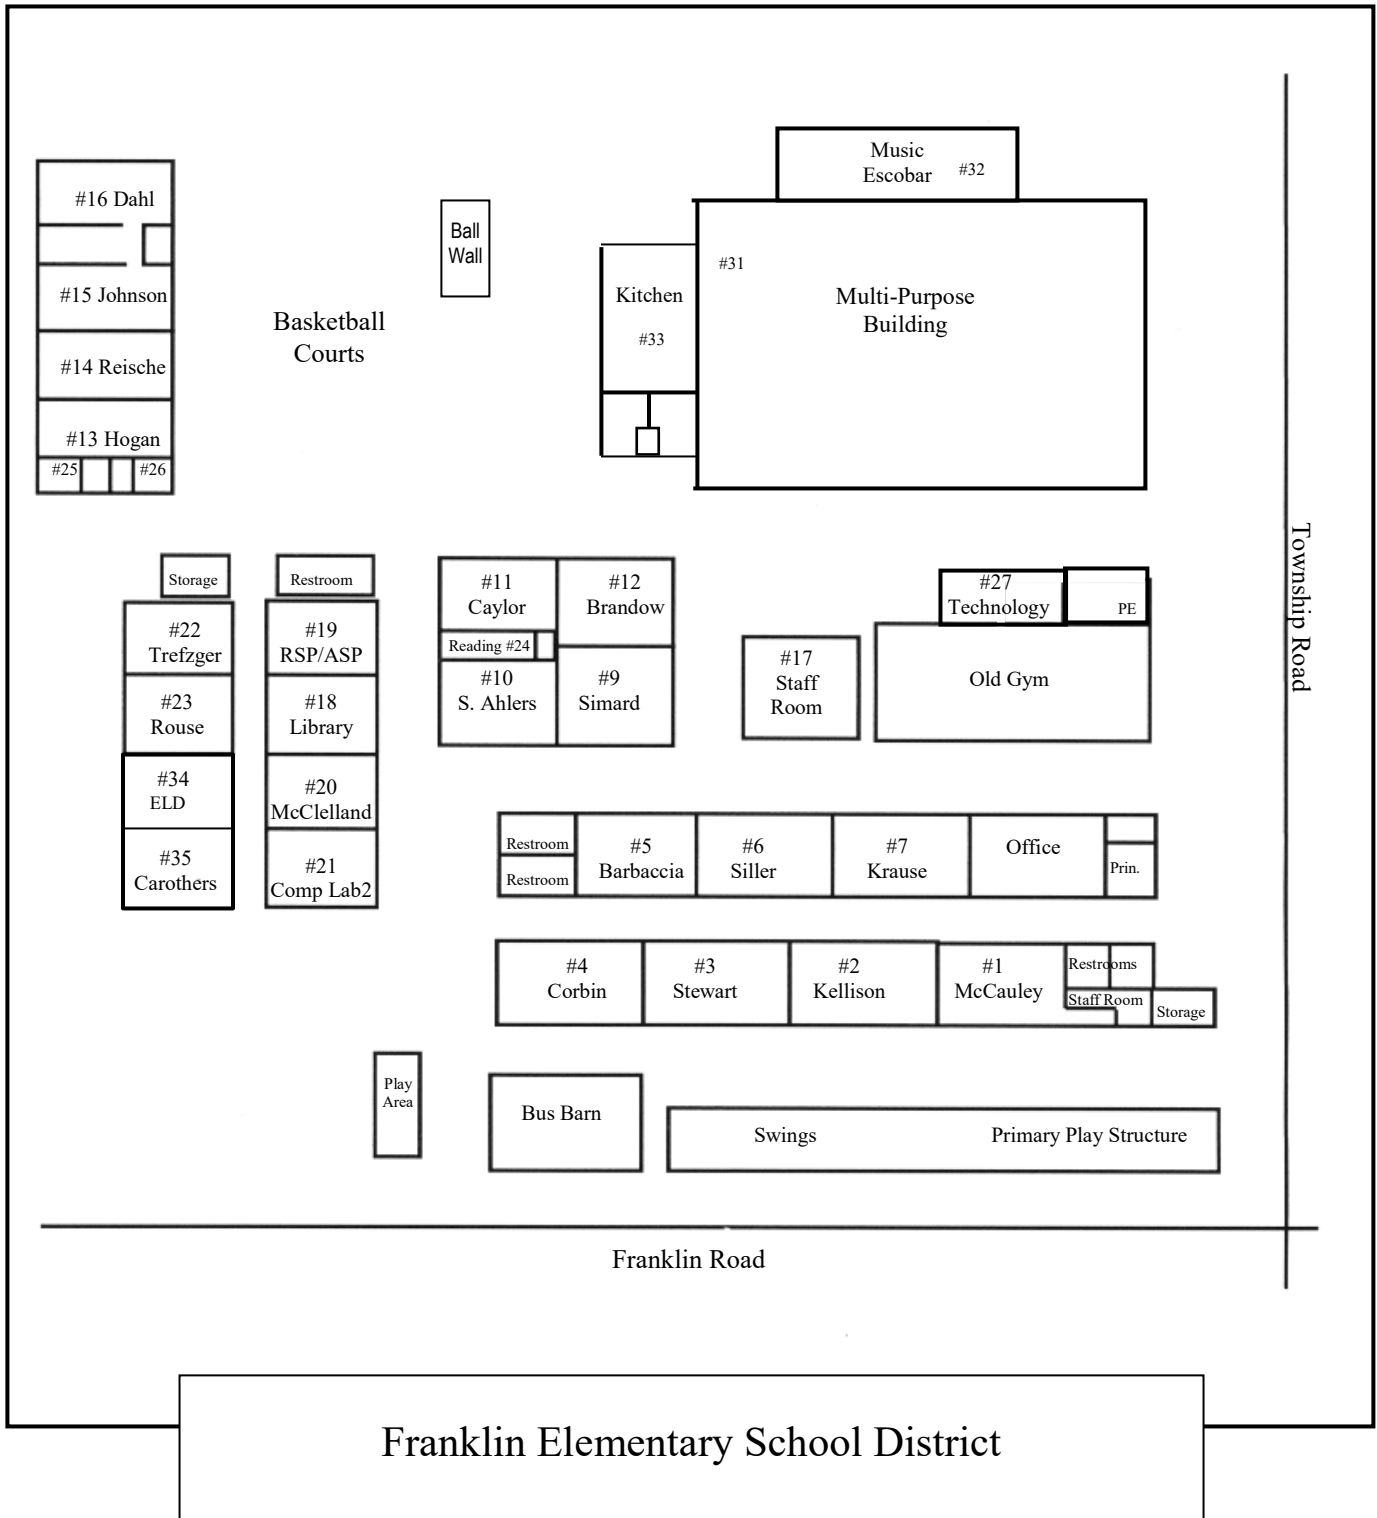 Music
Escobar #32
#16 Dahl
Ball
Wall
#31
#15 Johnson
Kitchen
Multi-Purpose
Building
Basketball
Courts
#33
#14 Reische
#13 Hogan
#25
#26
Township Road
Storage
Restroom
#11
Caylor
#12
Brandow
#27
Technology
PE
#22
Trefzger
#19
RSP/ASP
Reading #24
#17
Staff
Room
Old Gym
#10
S. Ahlers
#9
Simard
#23
Rouse
#18
Library
#34
ELD
#20
McClelland
Restroom
Restroom
#5
Barbaccia
#6
Siller
#7
Krause
Office
Prin.
#35
Carothers
#21
Comp Lab2
#4
Corbin
#3
Stewart
#2
Kellison
#1
McCauley
Restrooms
Staff Room
Storage
Play
Area
Bus Barn
Swings
Primary Play Structure
Franklin Road
Franklin Elementary School District